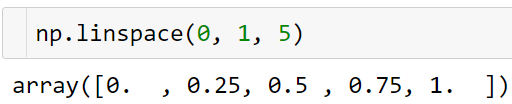 np.linspace(0, 1, 5)
array([0.  , 0.25, 0.5 , 0.75, 1.  ])